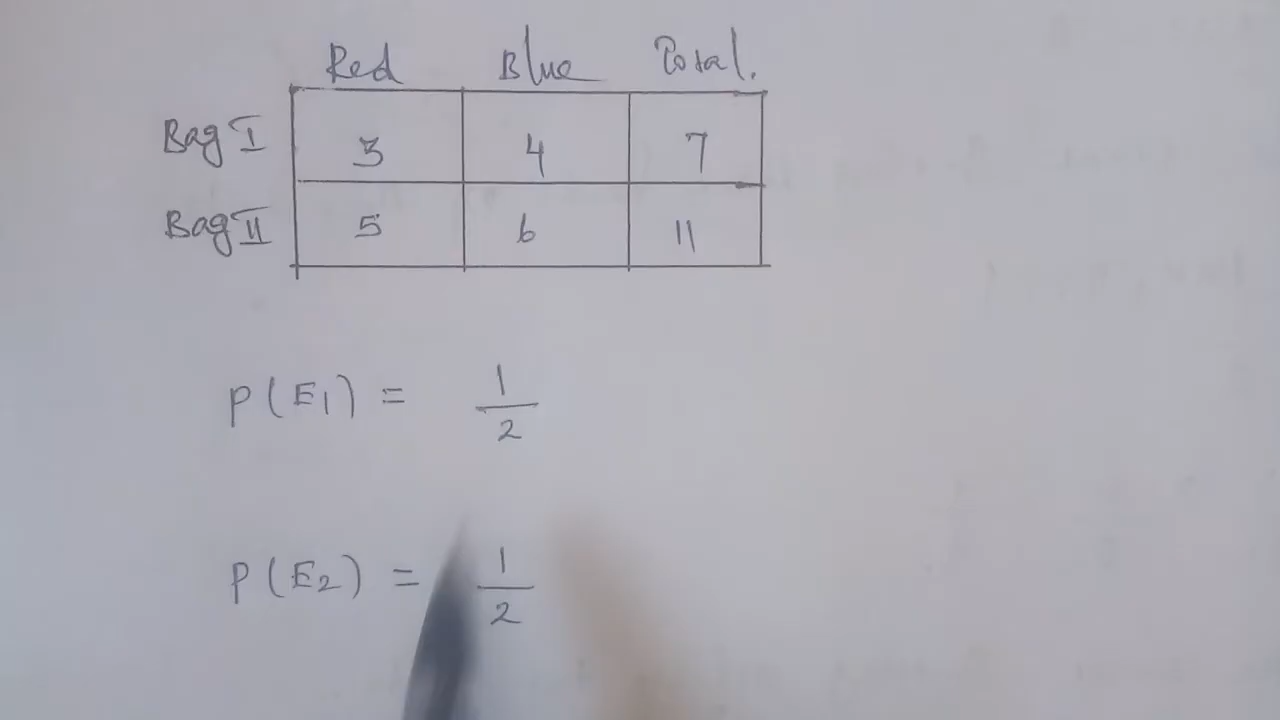 Red Blue Total.
Bag I 3 4 7
Bag II 5 6 11
P(E1) = 1/2
P(E2) = 1/2